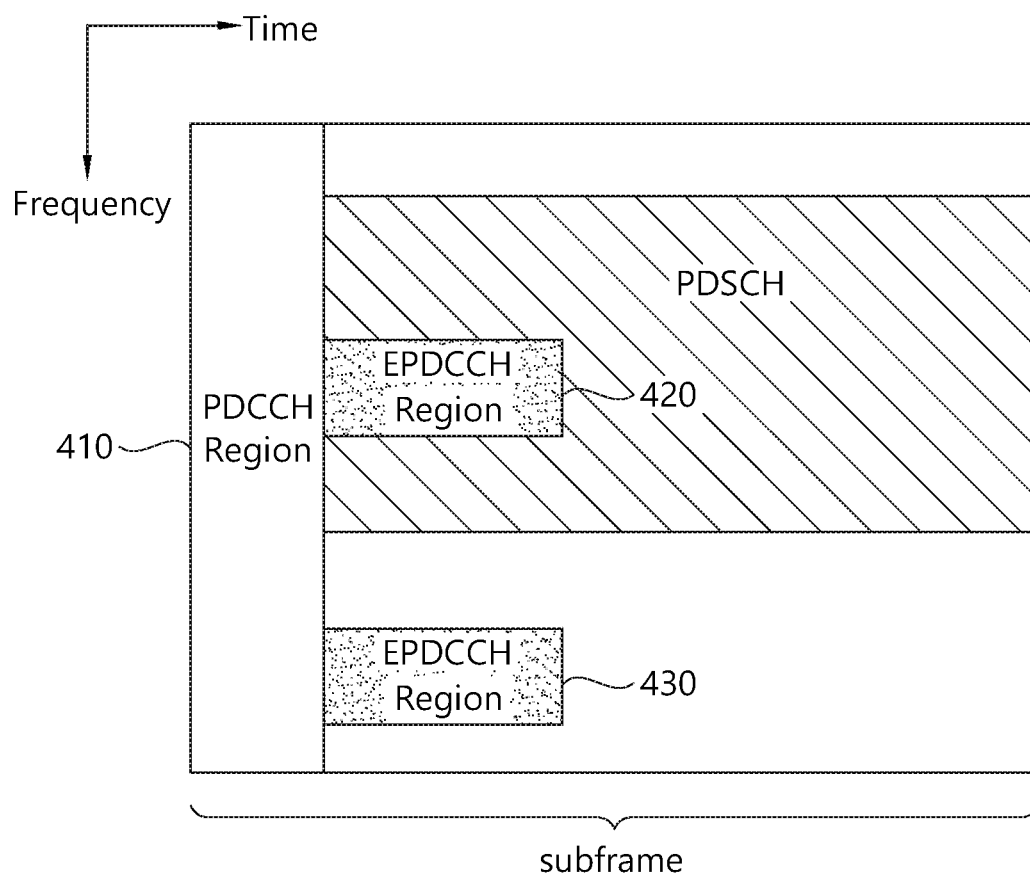 Time
Frequency
PDSCH
EPDCCH
Region
420
PDCCH
Region
410
EPDCCH
Region
430
subframe